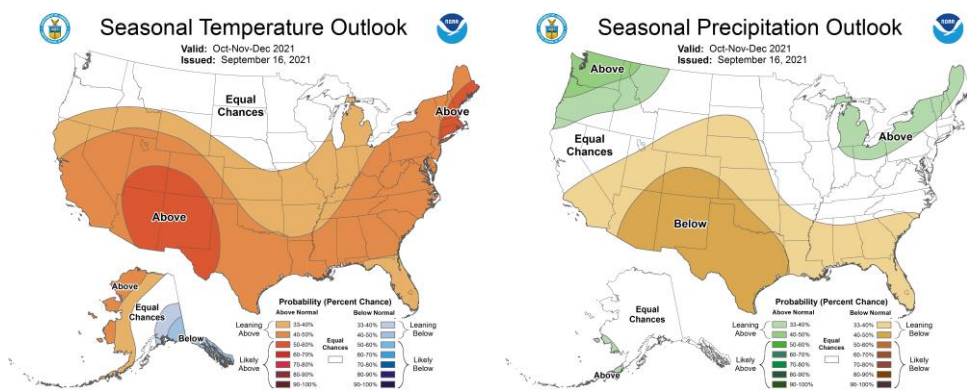 Seasonal Temperature Outlook
NOAA
Valid: Oct-Nov-Dec 2021
Issued: September 16, 2021
Equal
Chances
Above
Above
Above
Equal
Chances
Below
Probability (Percent Chance)
Above Normal
Below Normal
Leaning
Above
33-40%
40-50%
50-60%
Likely
Above
60-70%
70-80%
80-90%
90-100%
Equal
Chances
33-40%
40-50%
50-60%
Leaning
Below
60-70%
70-80%
80-90%
90-100%
Likely
Below
Seasonal Precipitation Outlook
NOAA
Valid: Oct-Nov-Dec 2021
Issued: September 16, 2021
Above
Equal
Chances
Above
Below
Equal
Chances
Above
Probability (Percent Chance)
Above Normal
Below Normal
Leaning
Above
33-40%
40-50%
50-60%
Likely
Above
60-70%
70-80%
80-90%
90-100%
Equal
Chances
33-40%
40-50%
50-60%
Leaning
Below
60-70%
70-80%
80-90%
90-100%
Likely
Below